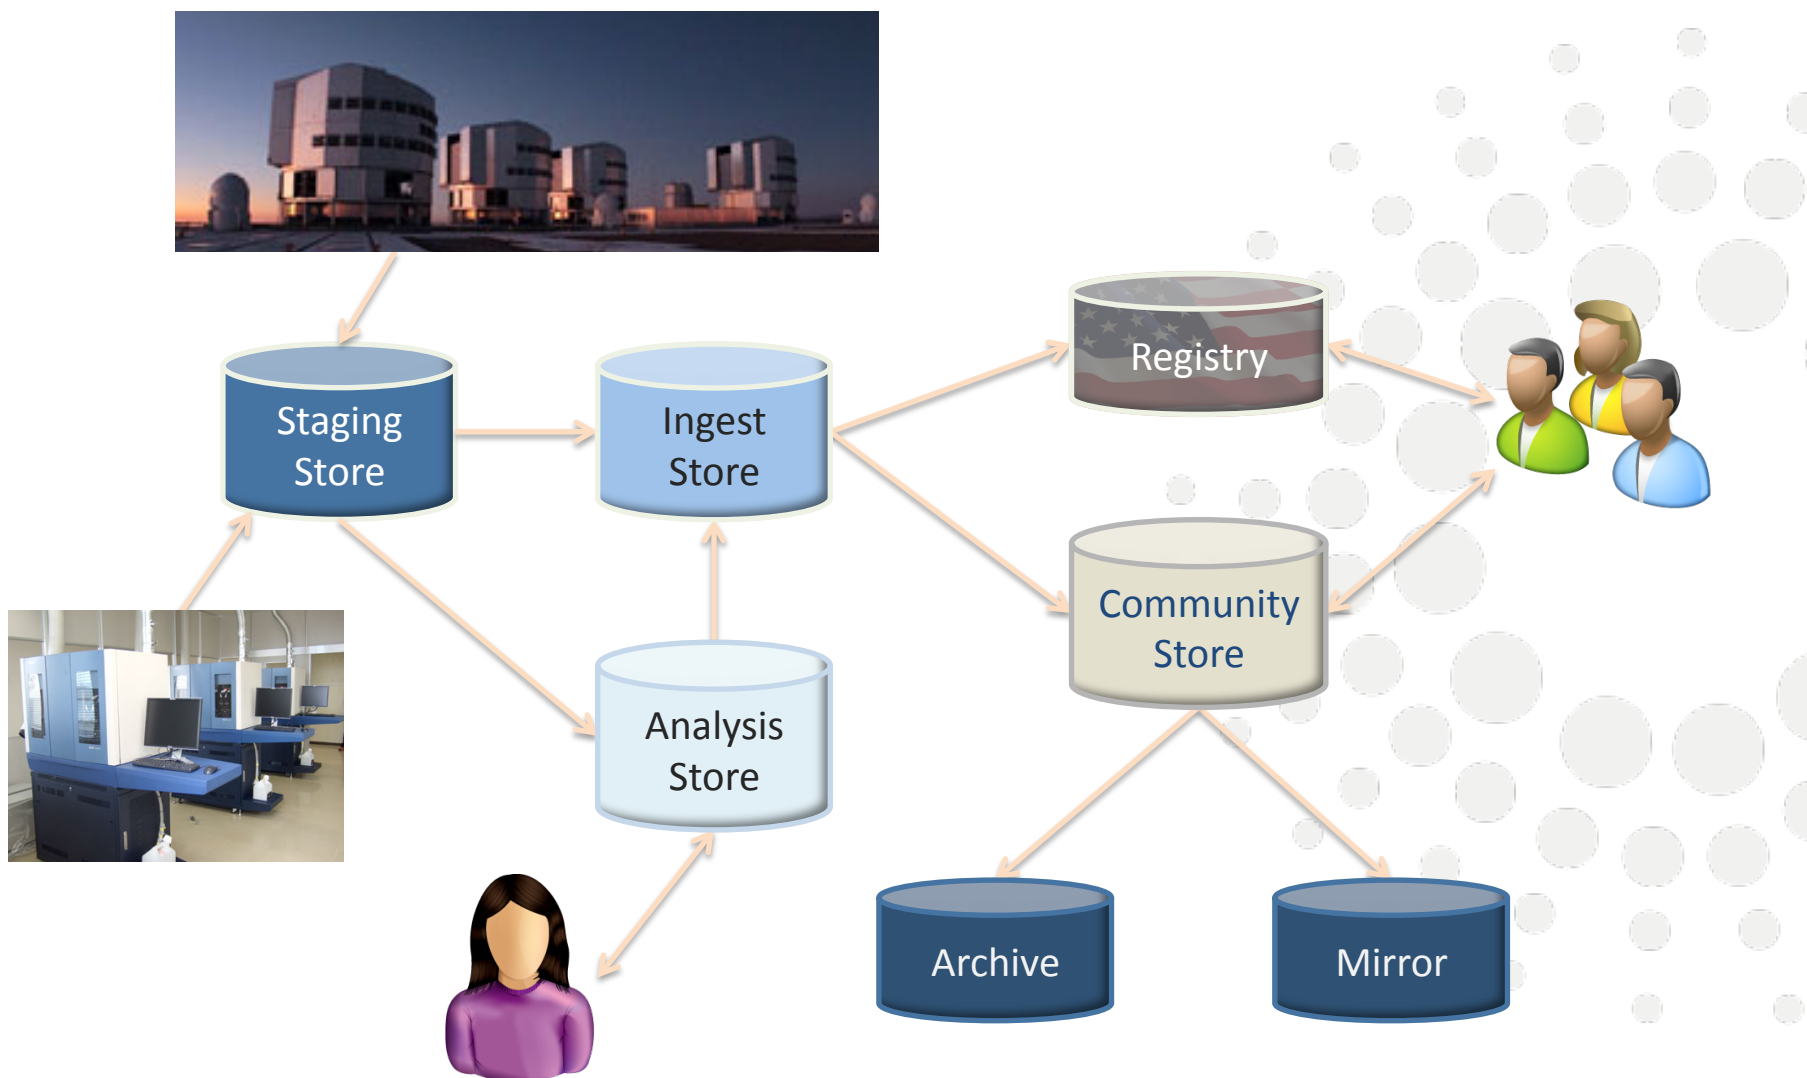 Registry
Staging
Store
Ingest
Store
Community
Store
Analysis
Store
Archive
Mirror